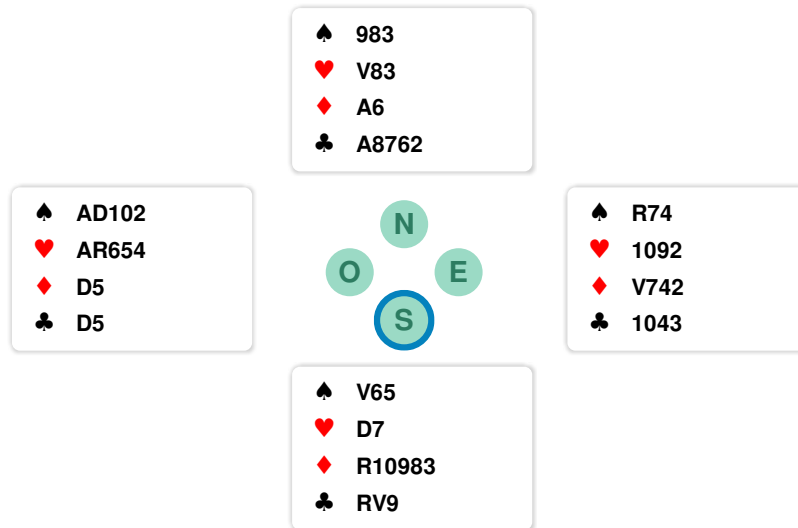 ♠ 983
♥ V83
♦ A6
♣ A8762
♠ AD102
♥ AR654
♦ D5
♣ D5
N
O E
S
♠ R74
♥ 1092
♦ V742
♣ 1043
♠ V65
♥ D7
♦ R10983
♣ RV9